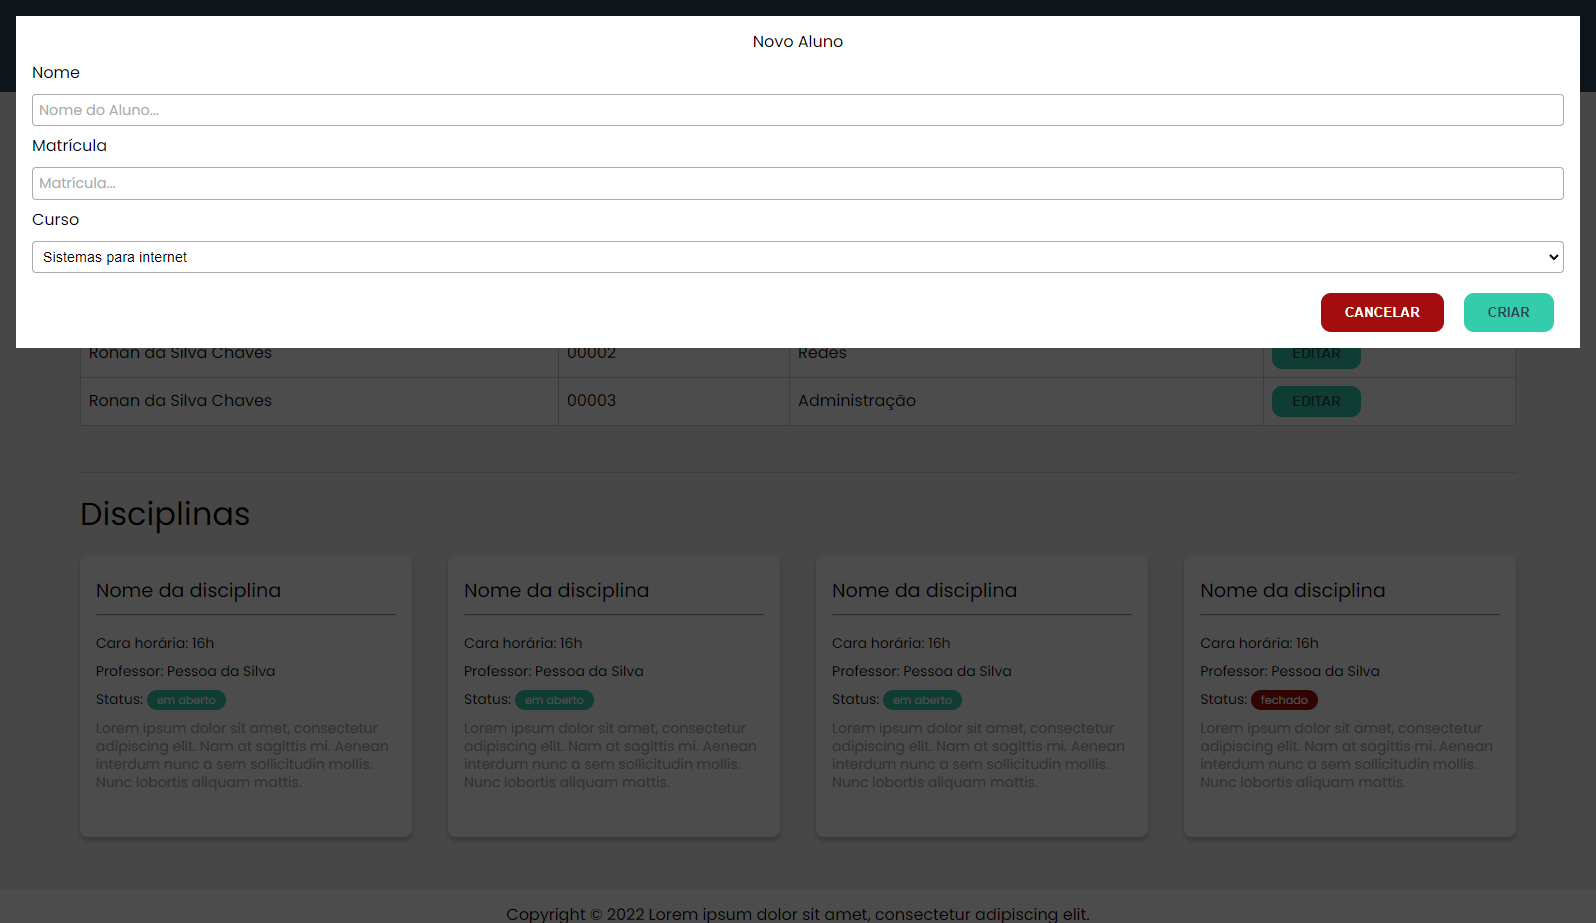 Novo Aluno
Nome
Nome do Aluno...
Matrícula
Matrícula...
Curso
Sistemas para internet
CANCELAR CRIAR
Ronan da Silva Chaves 00002 Redes EDITAR
Ronan da Silva Chaves 00003 Administração EDITAR
Disciplinas
Nome da disciplina
Cara horária: 16h
Professor: Pessoa da Silva
Status: em aberto
Lorem ipsum dolor sit amet, consectetur
adipiscing elit. Nam at sagittis mi. Aenean
interdum nunc a sem sollicitudin mollis.
Nunc lobortis aliquam mattis.
Nome da disciplina
Cara horária: 16h
Professor: Pessoa da Silva
Status: em aberto
Lorem ipsum dolor sit amet, consectetur
adipiscing elit. Nam at sagittis mi. Aenean
interdum nunc a sem sollicitudin mollis.
Nunc lobortis aliquam mattis.
Nome da disciplina
Cara horária: 16h
Professor: Pessoa da Silva
Status: em aberto
Lorem ipsum dolor sit amet, consectetur
adipiscing elit. Nam at sagittis mi. Aenean
interdum nunc a sem sollicitudin mollis.
Nunc lobortis aliquam mattis.
Nome da disciplina
Cara horária: 16h
Professor: Pessoa da Silva
Status: fechado
Lorem ipsum dolor sit amet, consectetur
adipiscing elit. Nam at sagittis mi. Aenean
interdum nunc a sem sollicitudin mollis.
Nunc lobortis aliquam mattis.
Copyright © 2022 Lorem ipsum dolor sit amet, consectetur adipiscing elit.